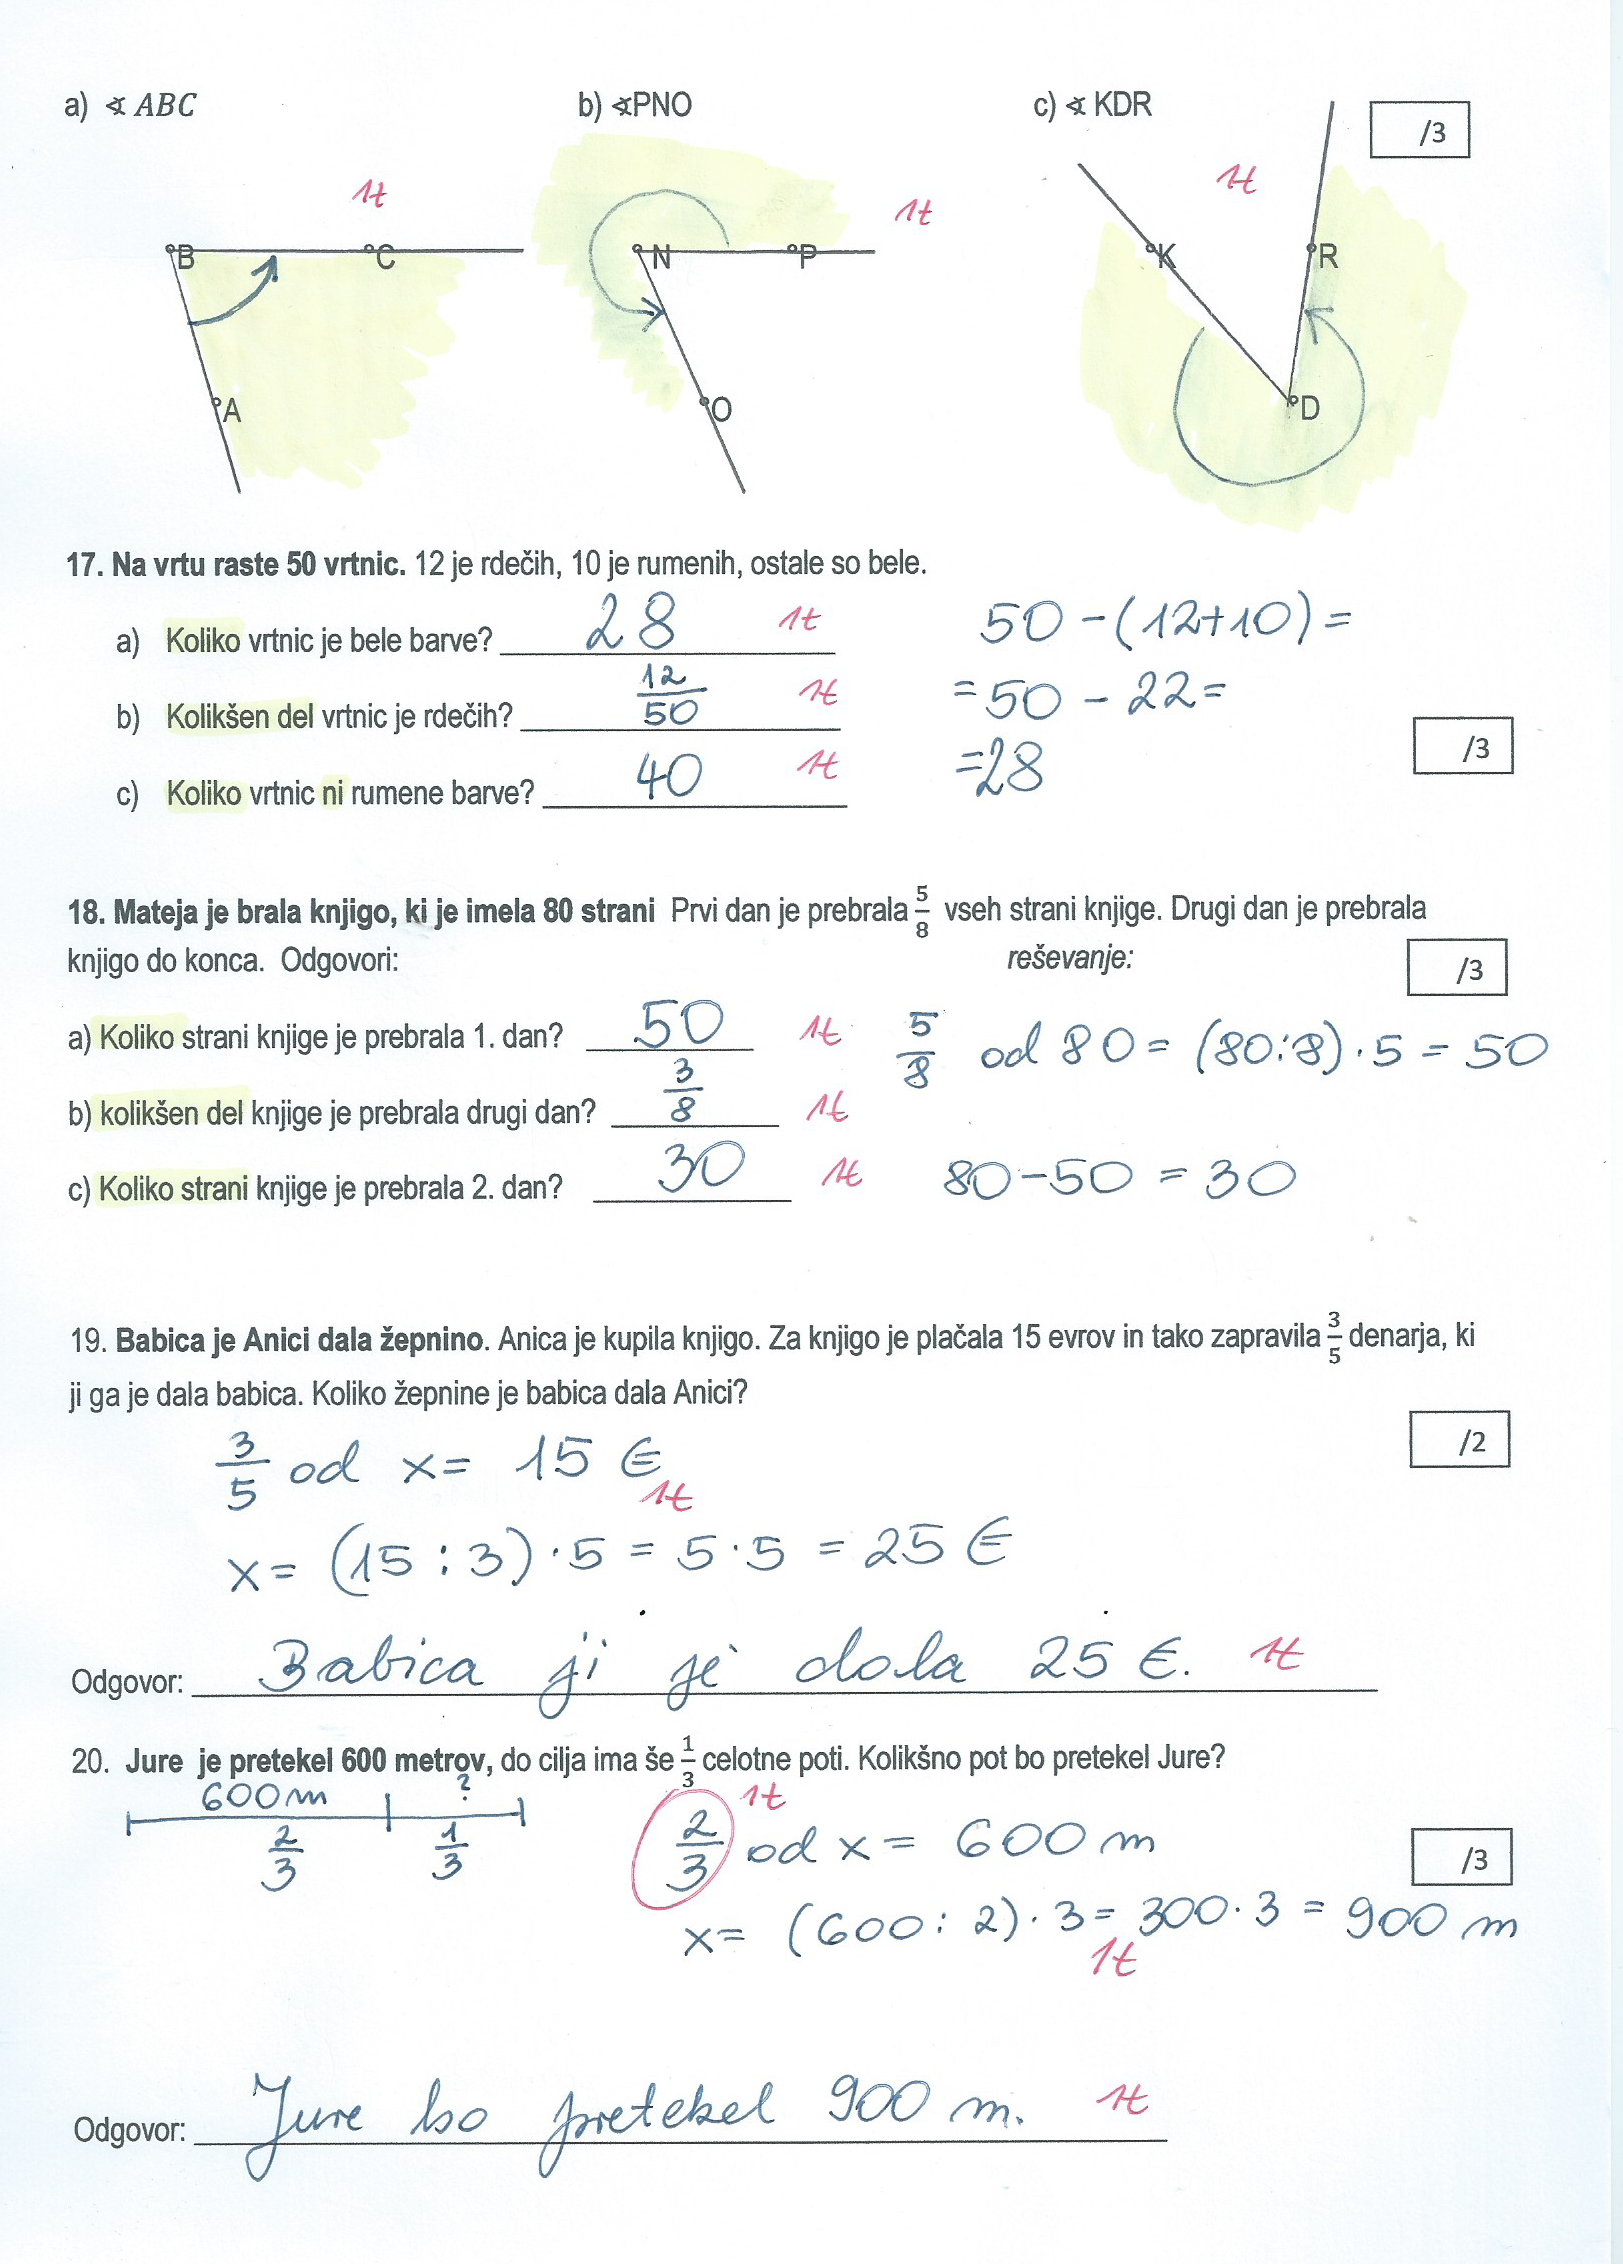 a) ∢ ABC b) ∢PNO c) ∢ KDR /3
1t 1t 1t
B C N P K R
A O D
17. Na vrtu raste 50 vrtnic. 12 je rdečih, 10 je rumenih, ostale so bele.
a) Koliko vrtnic je bele barve? 28 1t 50 - (12+10) =
b) Kolikšen del vrtnic je rdečih? 12/50 1t = 50 - 22 =
/3
c) Koliko vrtnic ni rumene barve? 40 1t =28
18. Mateja je brala knjigo, ki je imela 80 strani Prvi dan je prebrala 5/8 vseh strani knjige. Drugi dan je prebrala
knjigo do konca. Odgovori: reševanje: /3
a) Koliko strani knjige je prebrala 1. dan? 50 1t 5/8 od 80 = (80:8) · 5 = 50
b) kolikšen del knjige je prebrala drugi dan? 3/8 1t
c) Koliko strani knjige je prebrala 2. dan? 30 1t 80-50 = 30
19. Babica je Anici dala žepnino. Anica je kupila knjigo. Za knjigo je plačala 15 evrov in tako zapravila 3/5 denarja, ki
ji ga je dala babica. Koliko žepnine je babica dala Anici?
3/5 od x = 15 € /2
1t
x = (15 : 3) · 5 = 5 · 5 = 25 €
Odgovor: Babica ji je dala 25 €. 1t
20. Jure je pretekel 600 metrov, do cilja ima še 1/3 celotne poti. Kolikšno pot bo pretekel Jure?
600 m ? 1t
2/3 1/3 2/3 od x = 600 m /3
x = (600 : 2) · 3 = 300 · 3 = 900 m
1t
Odgovor: Jure bo pretekel 900 m. 1t